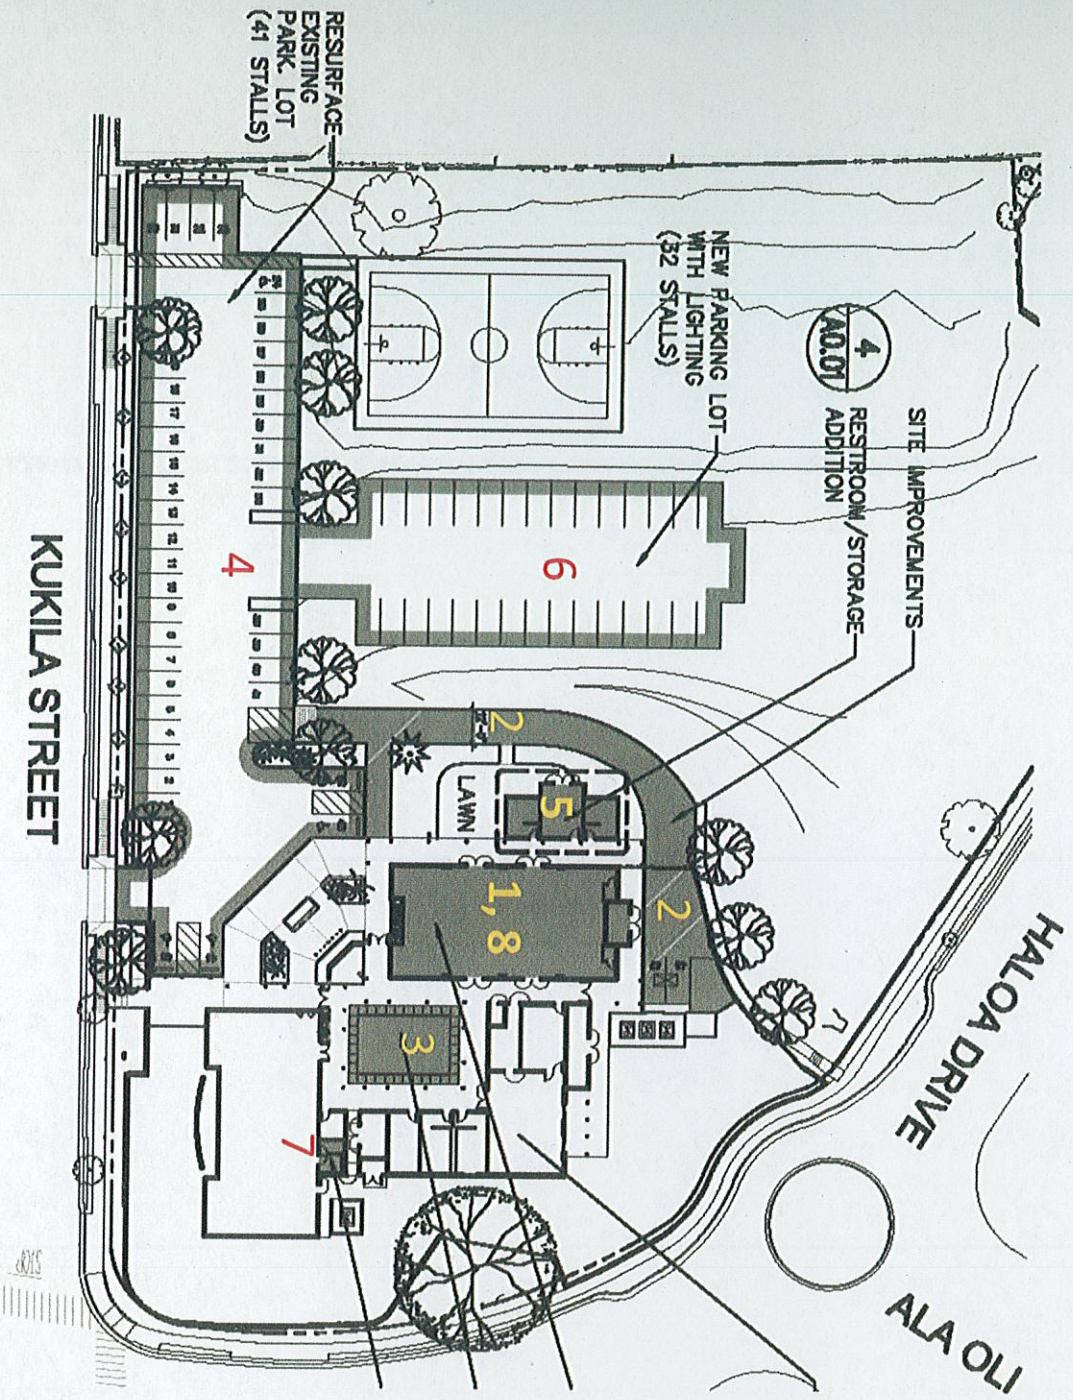 RESURFACE
EXISTING
PARK. LOT
(41 STALLS)
NEW PARKING LOT
WITH LIGHTING
(32 STALLS)
4
A0.01
RESTROOM/STORAGE
ADDITION
SITE IMPROVEMENTS
KUKILA STREET
4
6
2
LAWN
5
1,8
2
3
7
HALOA DRIVE
ALA OLI
STOP